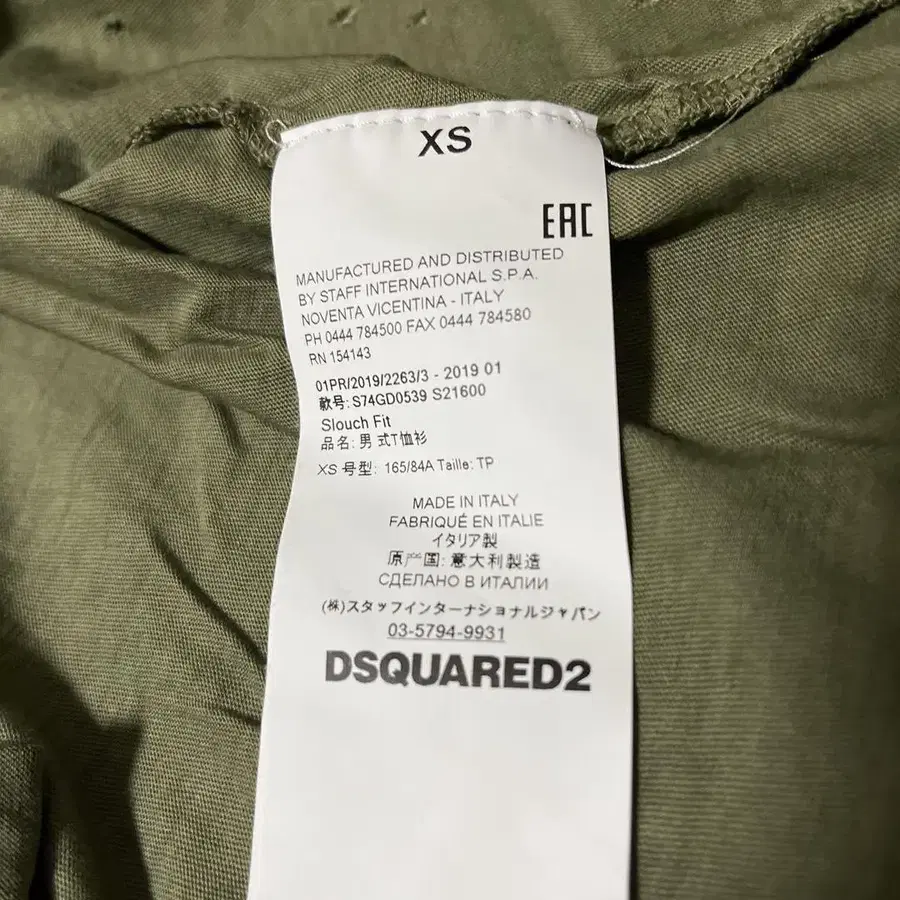 XS
EAC
MANUFACTURED AND DISTRIBUTED
BY STAFF INTERNATIONAL S.P.A.
NOVENTA VICENTINA - ITALY
PH 0444 784500 FAX 0444 784580
RN 154143
01PR/2019/2263/3 - 2019 01
款号: S74GD0539 S21600
Slouch Fit
品名: 男 式T恤衫
XS 号型: 165/84A Taille: TP
MADE IN ITALY
FABRIQUÉ EN ITALIE
イタリア製
原产国: 意大利製造
СДЕЛАНО В ИТАЛИИ
(株)スタッフインターナショナルジャパン
03-5794-9931
DSQUARED2